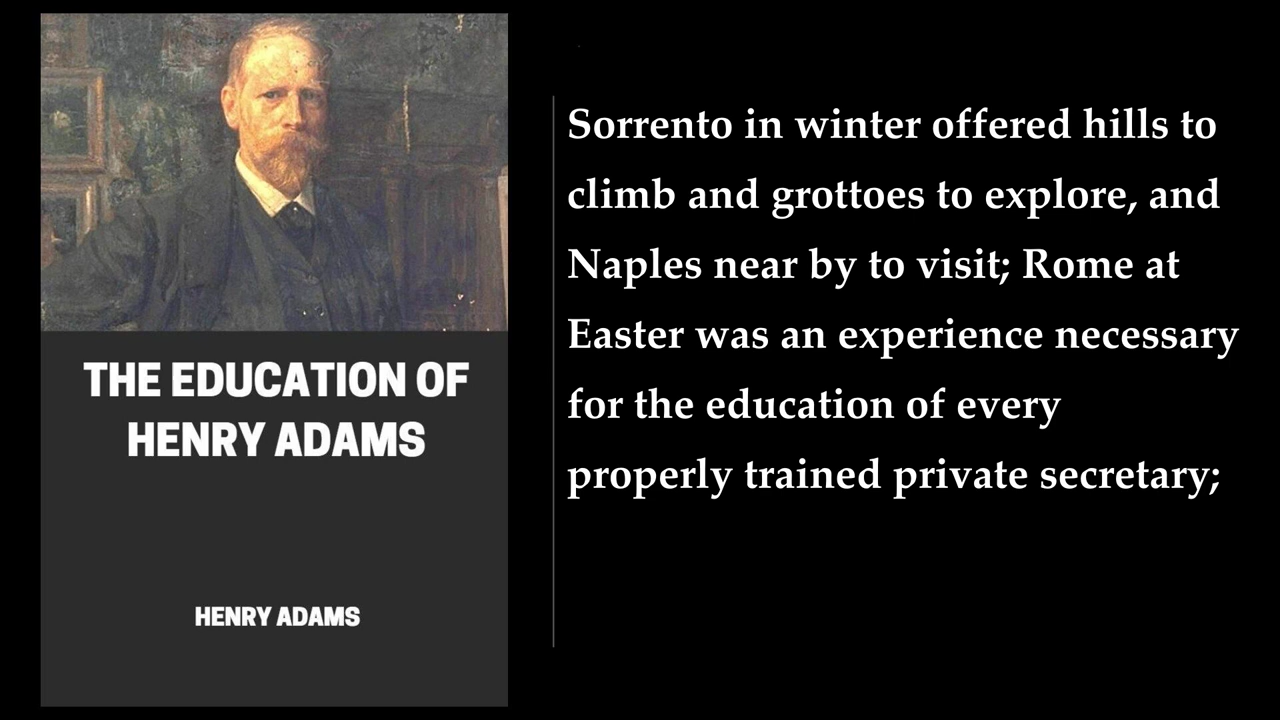 THE EDUCATION OF
HENRY ADAMS
HENRY ADAMS
Sorrento in winter offered hills to
climb and grottoes to explore, and
Naples near by to visit; Rome at
Easter was an experience necessary
for the education of every
properly trained private secretary;